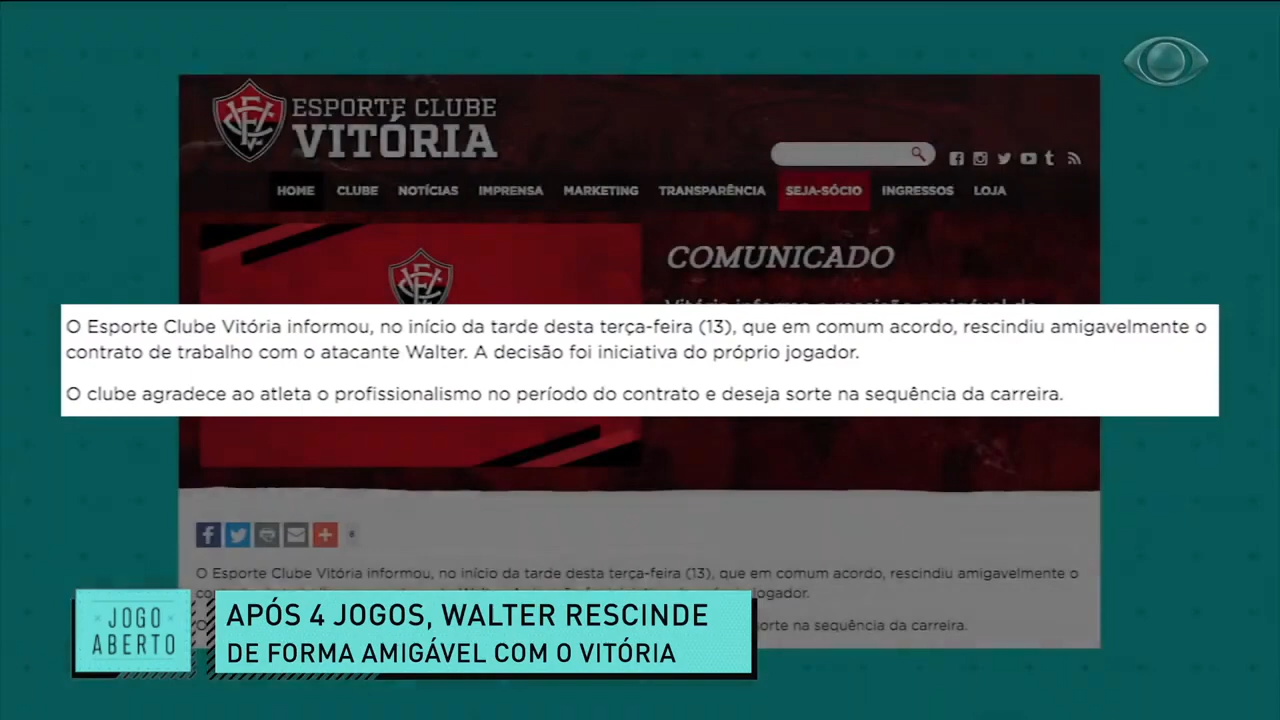 ESPORTE CLUBE
VITÓRIA
HOME CLUBE NOTÍCIAS IMPRENSA MARKETING TRANSPARÊNCIA SEJA-SÓCIO INGRESSOS LOJA
COMUNICADO
O Esporte Clube Vitória informou, no início da tarde desta terça-feira (13), que em comum acordo, rescindiu amigavelmente o
contrato de trabalho com o atacante Walter. A decisão foi iniciativa do próprio jogador.
O clube agradece ao atleta o profissionalismo no período do contrato e deseja sorte na sequência da carreira.
O Esporte Clube Vitória informou, no início da tarde desta terça-feira (13), que em comum acordo, rescindiu amigavelmente o
jogador.
sorte na sequência da carreira.
JOGO
ABERTO
APÓS 4 JOGOS, WALTER RESCINDE
DE FORMA AMIGÁVEL COM O VITÓRIA